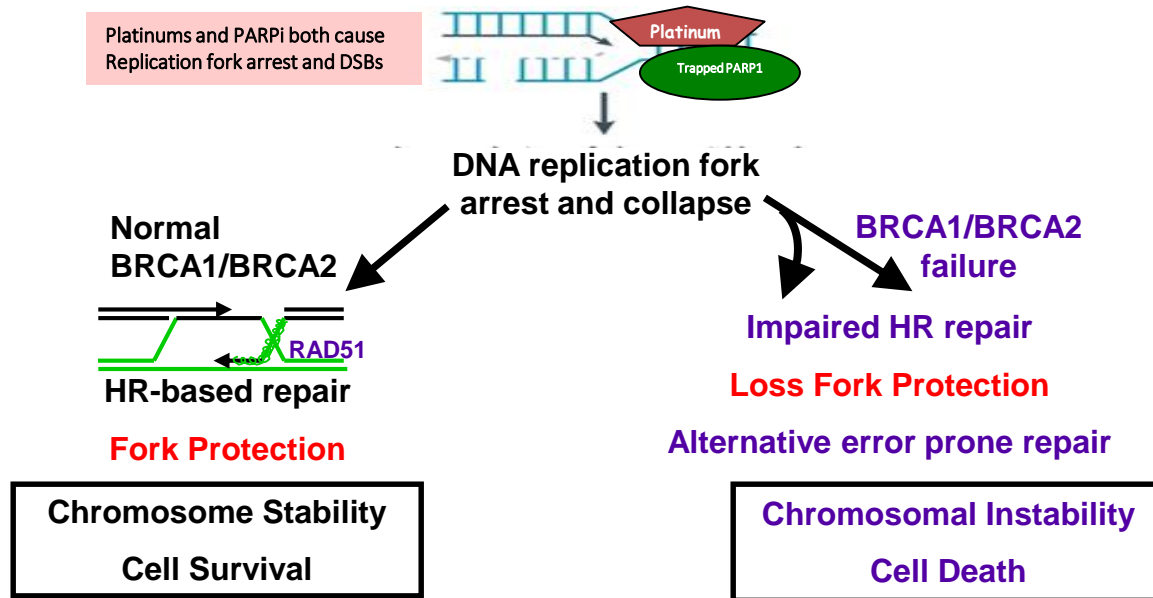 Platinums and PARPi both cause
Replication fork arrest and DSBs
Platinum
Trapped PARP1
DNA replication fork
arrest and collapse
Normal
BRCA1/BRCA2
RAD51
HR-based repair
Fork Protection
Chromosome Stability
Cell Survival
BRCA1/BRCA2
failure
Impaired HR repair
Loss Fork Protection
Alternative error prone repair
Chromosomal Instability
Cell Death